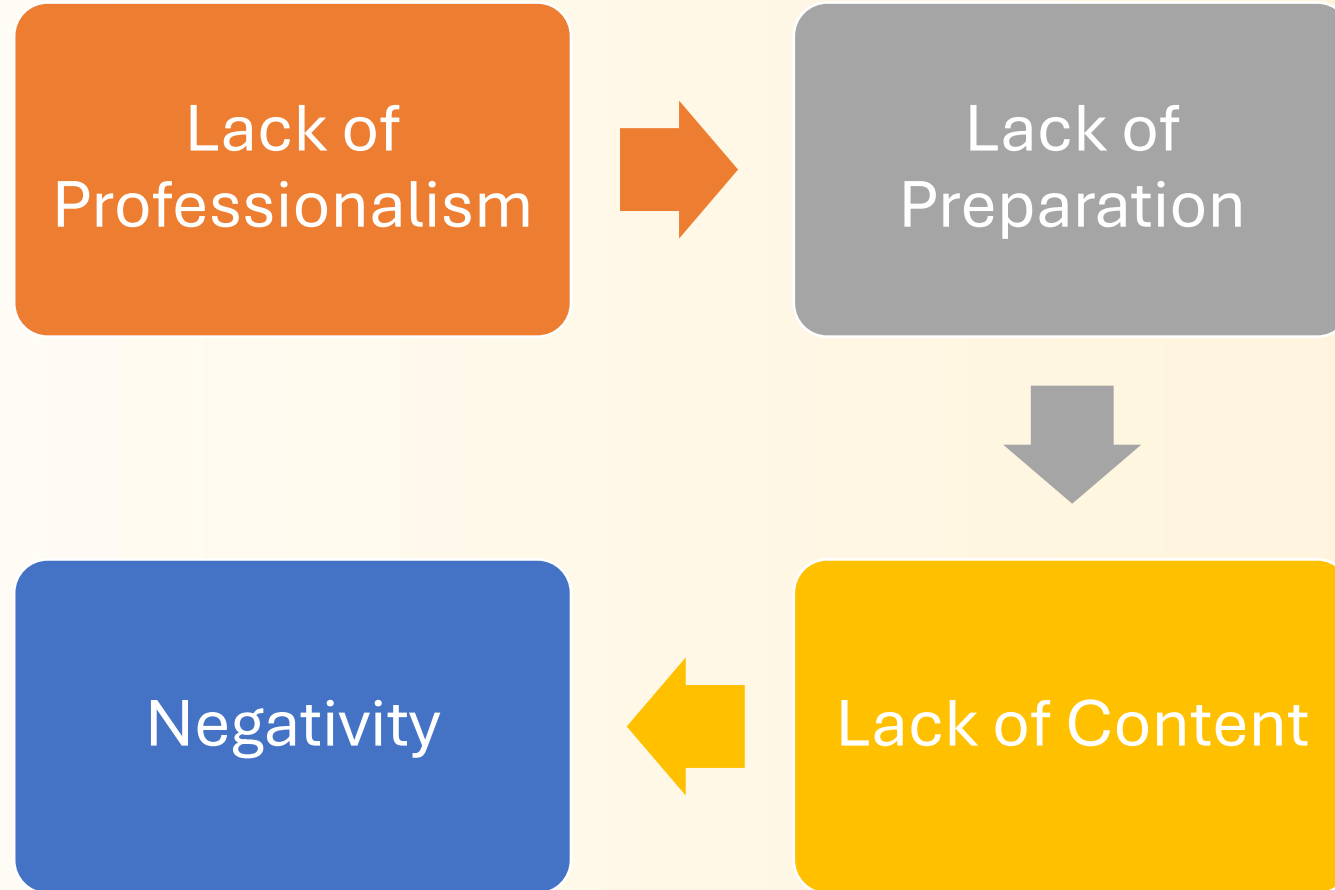 Lack of
Professionalism
Lack of
Preparation
Lack of Content
Negativity